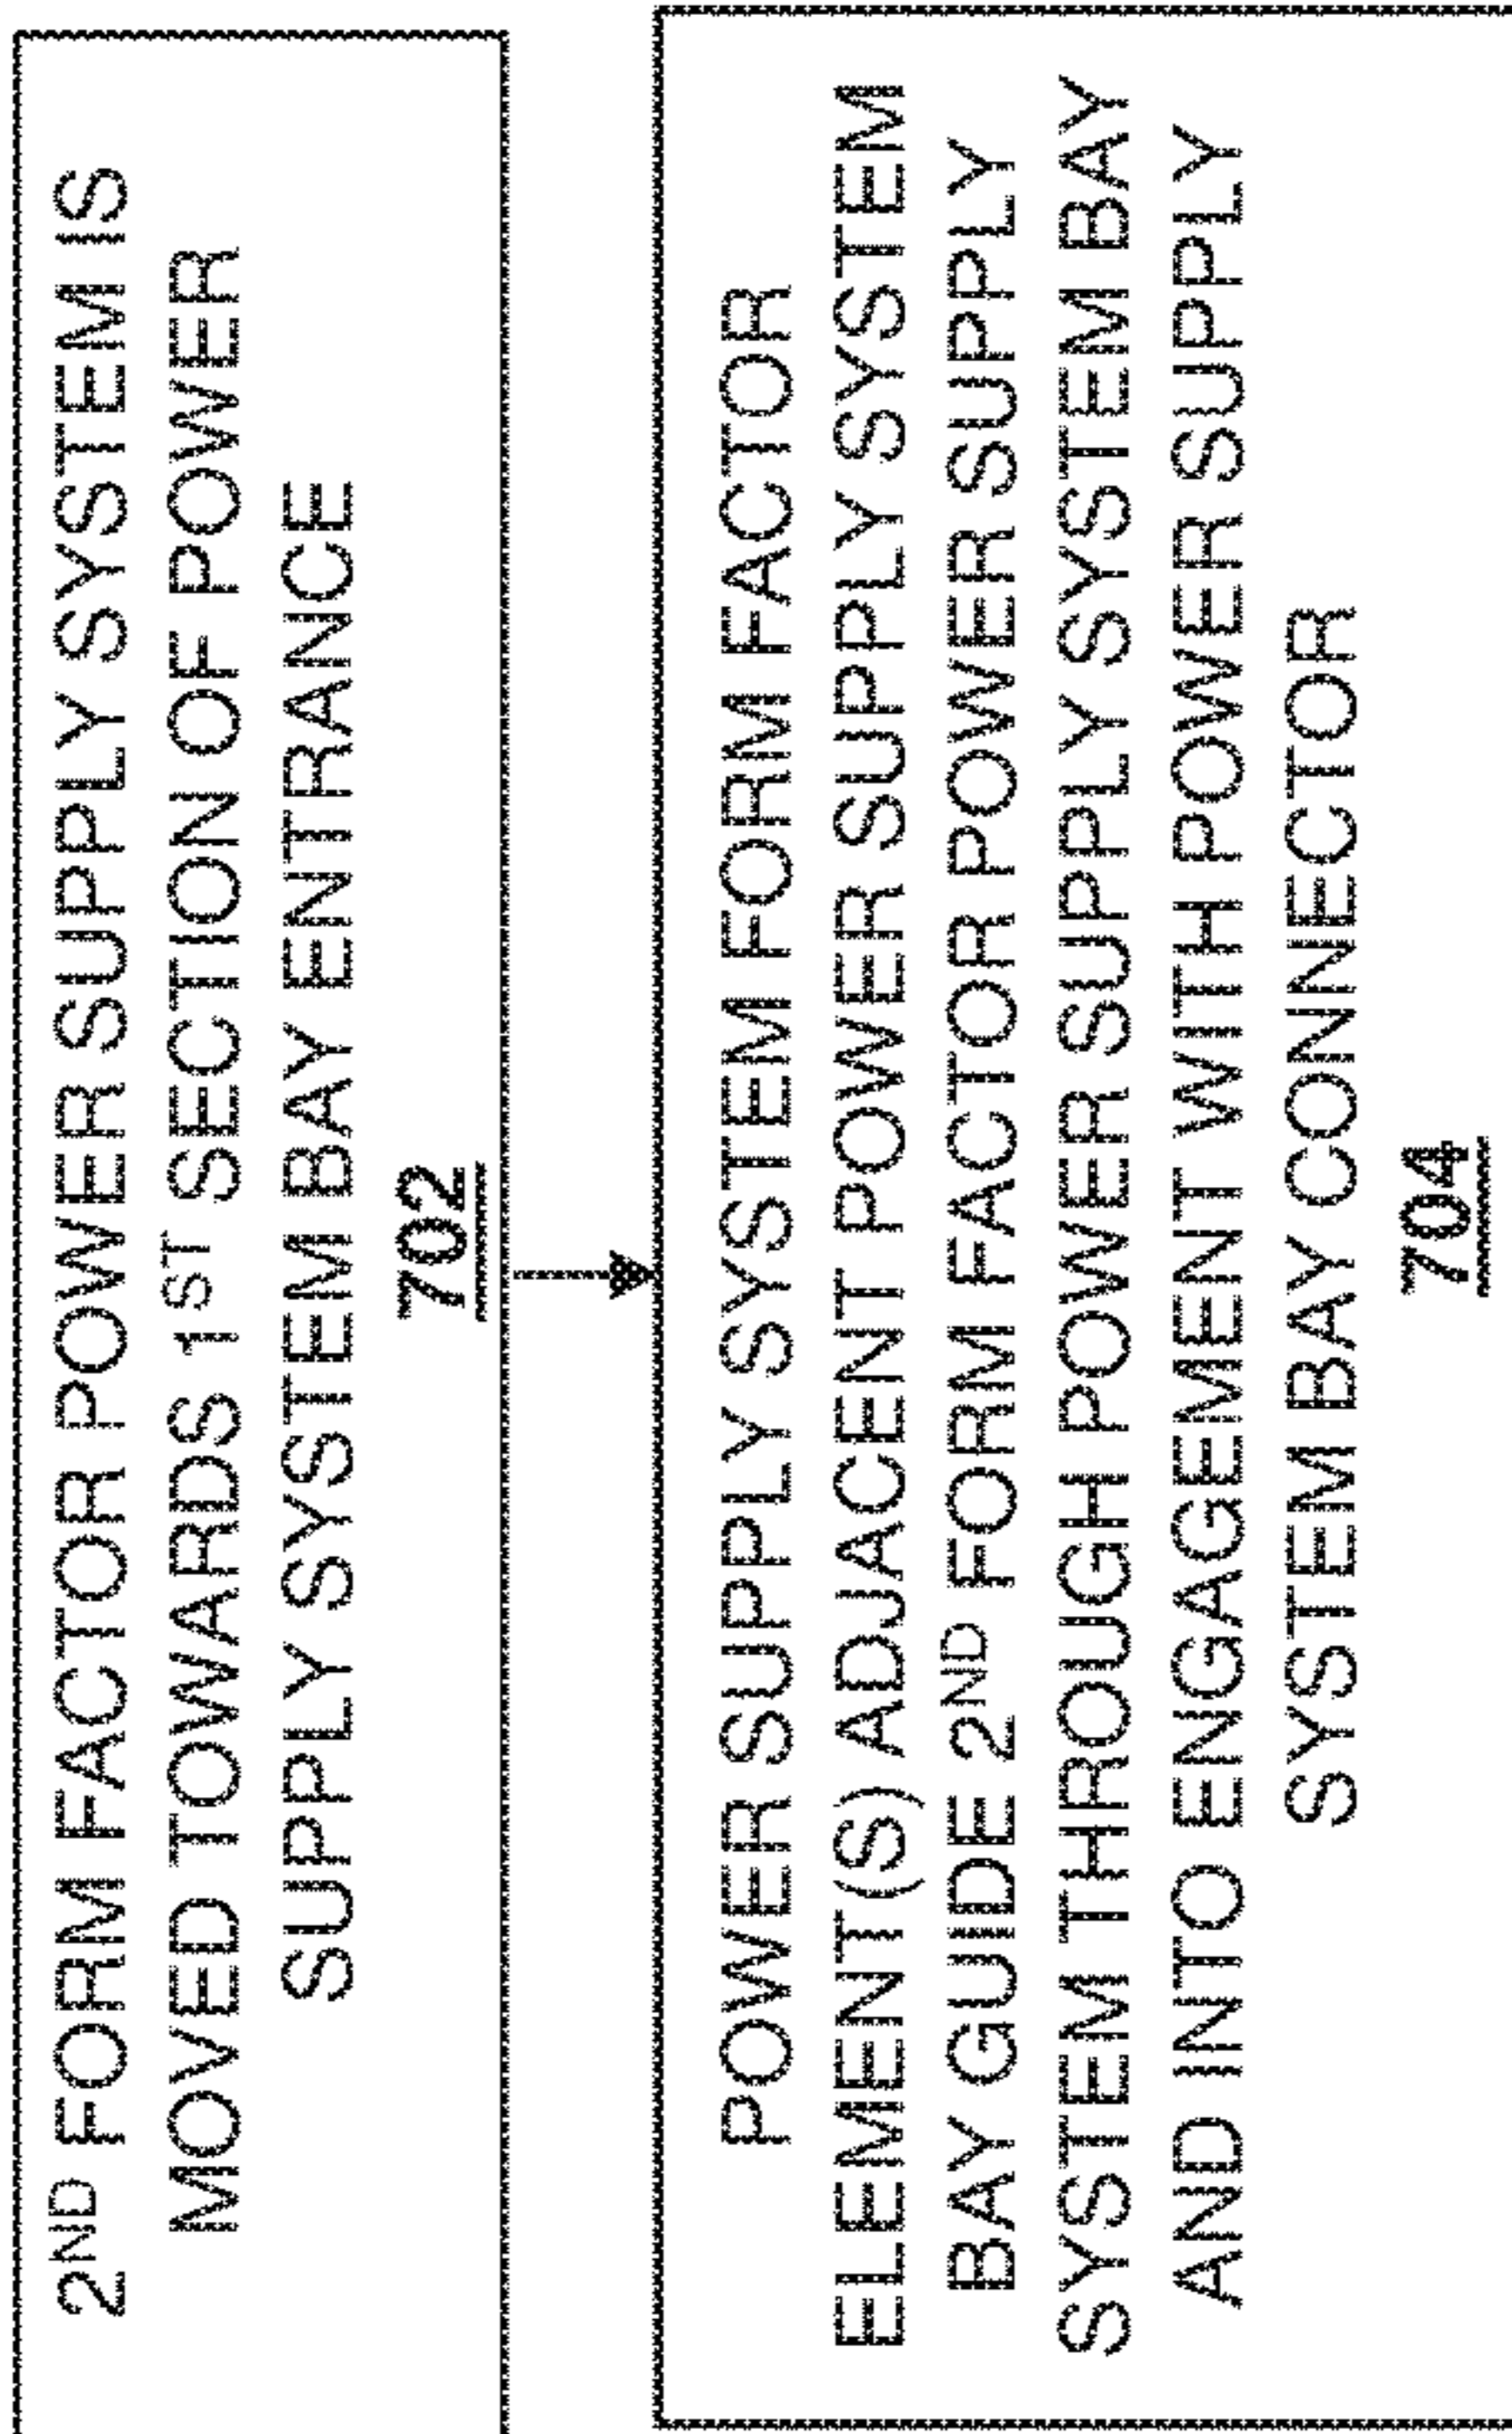 2ND FORM FACTOR POWER SUPPLY SYSTEM IS
MOVED TOWARDS 1ST SECTION OF POWER
SUPPLY SYSTEM BAY ENTRANCE
702
POWER SUPPLY SYSTEM FORM FACTOR
ELEMENT(S) ADJACENT POWER SUPPLY SYSTEM
BAY GUIDE 2ND FORM FACTOR POWER SUPPLY
SYSTEM THROUGH POWER SUPPLY SYSTEM BAY
AND INTO ENGAGEMENT WITH POWER SUPPLY
SYSTEM BAY CONNECTOR
704